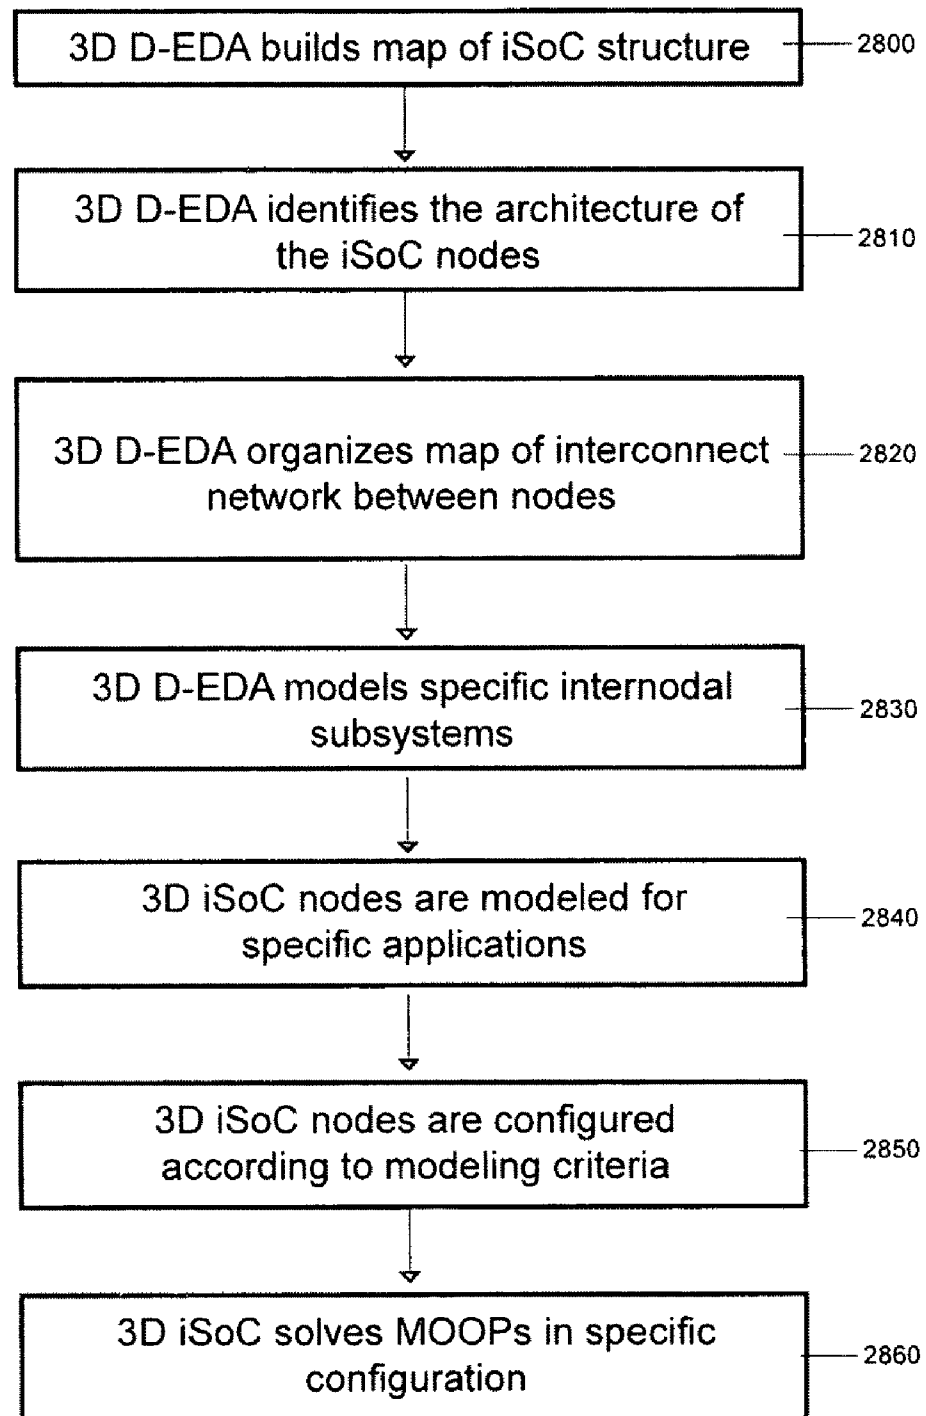 3D D-EDA builds map of iSoC structure
2800
3D D-EDA identifies the architecture of
the iSoC nodes
2810
3D D-EDA organizes map of interconnect
network between nodes
2820
3D D-EDA models specific internodal
subsystems
2830
3D iSoC nodes are modeled for
specific applications
2840
3D iSoC nodes are configured
according to modeling criteria
2850
3D iSoC solves MOOPs in specific
configuration
2860